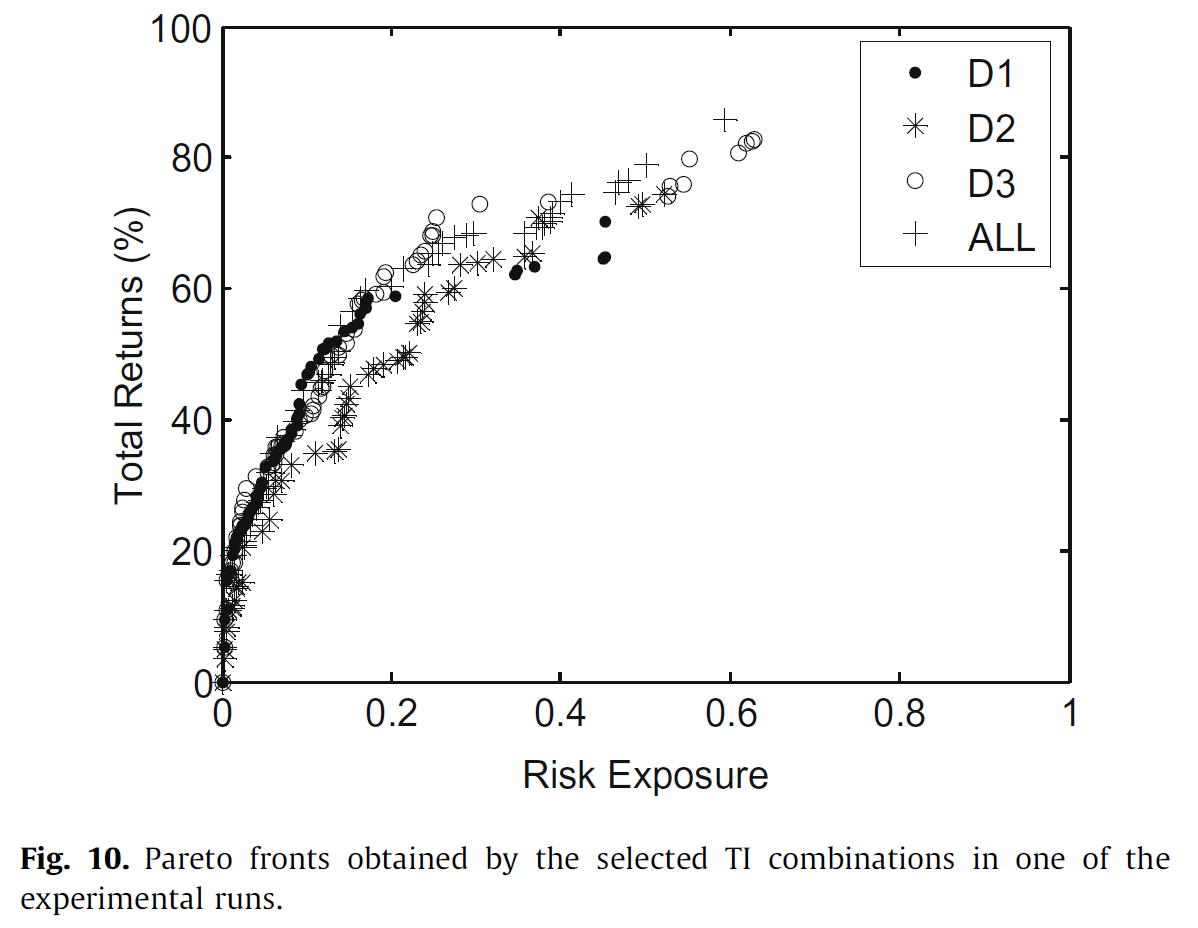 100
80
60
40
20
0
0
0.2
0.4
0.6
0.8
1
Total Returns (%)
Risk Exposure
D1
D2
D3
ALL
Fig. 10. Pareto fronts obtained by the selected TI combinations in one of the
experimental runs.